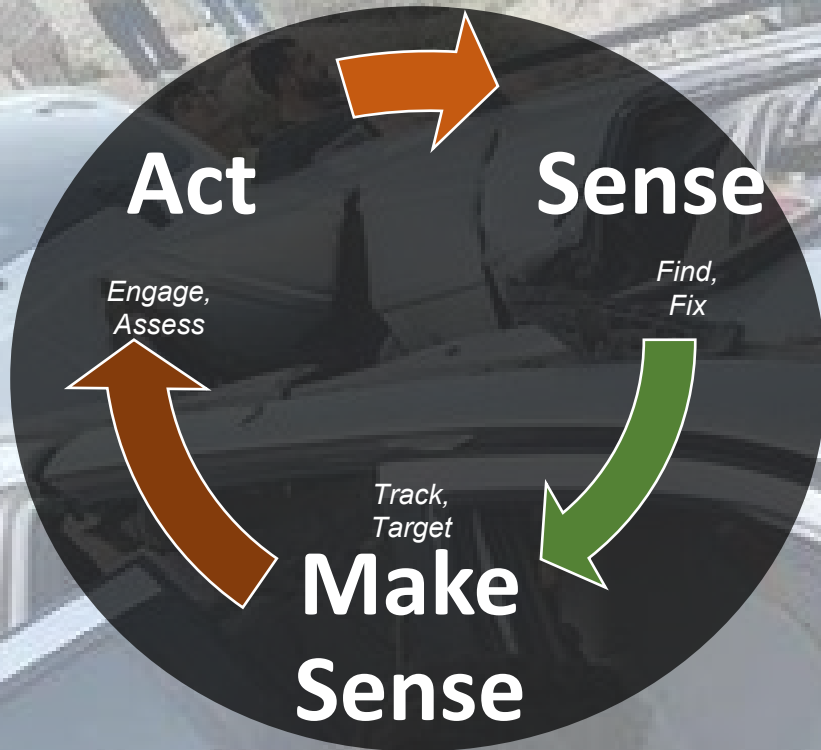 Act
Sense
Engage,
Assess
Find,
Fix
Track,
Target
Make
Sense